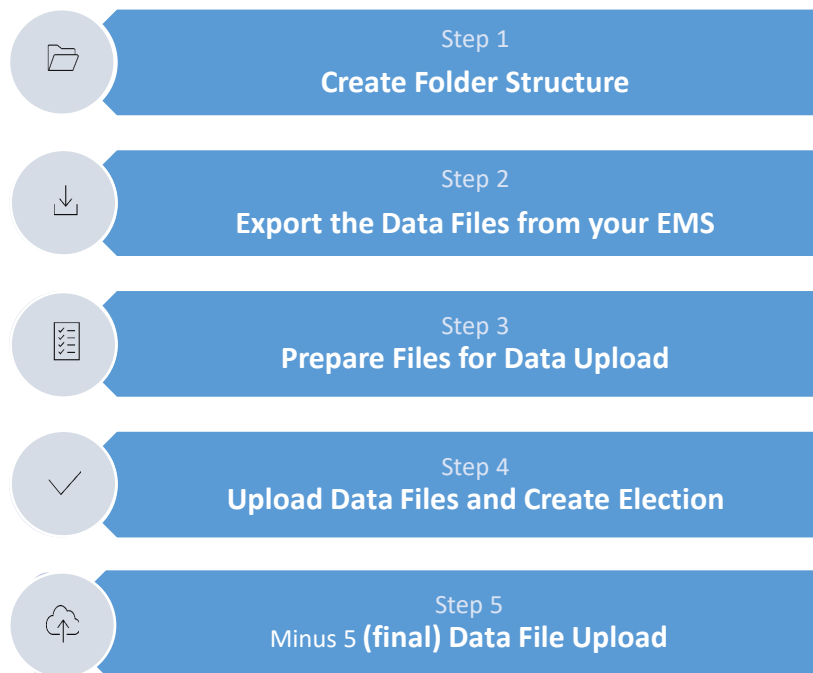 Step 1
Create Folder Structure
Step 2
Export the Data Files from your EMS
Step 3
Prepare Files for Data Upload
Step 4
Upload Data Files and Create Election
Step 5
Minus 5 (final) Data File Upload